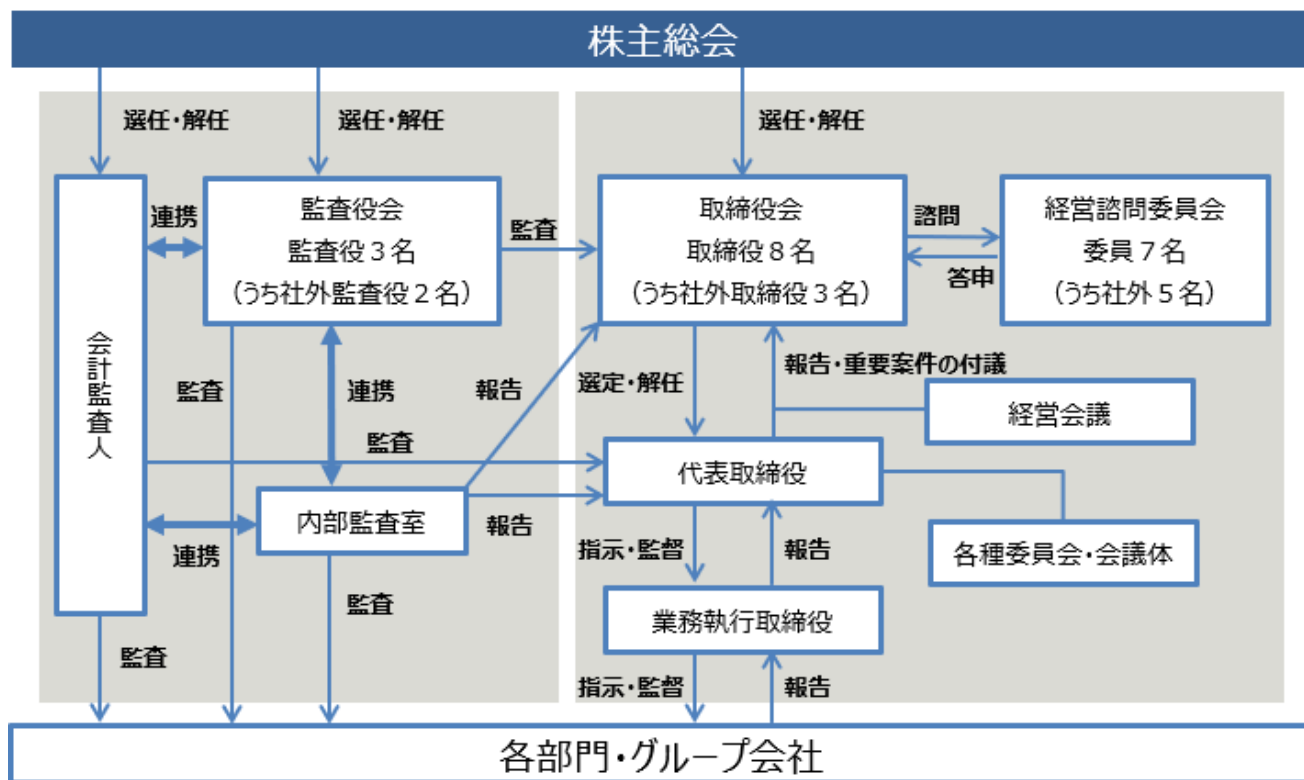 株主総会
選任・解任
選任・解任
選任・解任
監査役会
監査役３名
（うち社外監査役２名）
連携
監査
取締役会
取締役８名
（うち社外取締役３名）
諮問
答申
経営諮問委員会
委員７名
（うち社外５名）
会計監査人
監査
連携
報告
選定・解任
報告・重要案件の付議
経営会議
監査
代表取締役
内部監査室
報告
連携
指示・監督
報告
各種委員会・会議体
監査
業務執行取締役
監査
指示・監督
報告
各部門・グループ会社